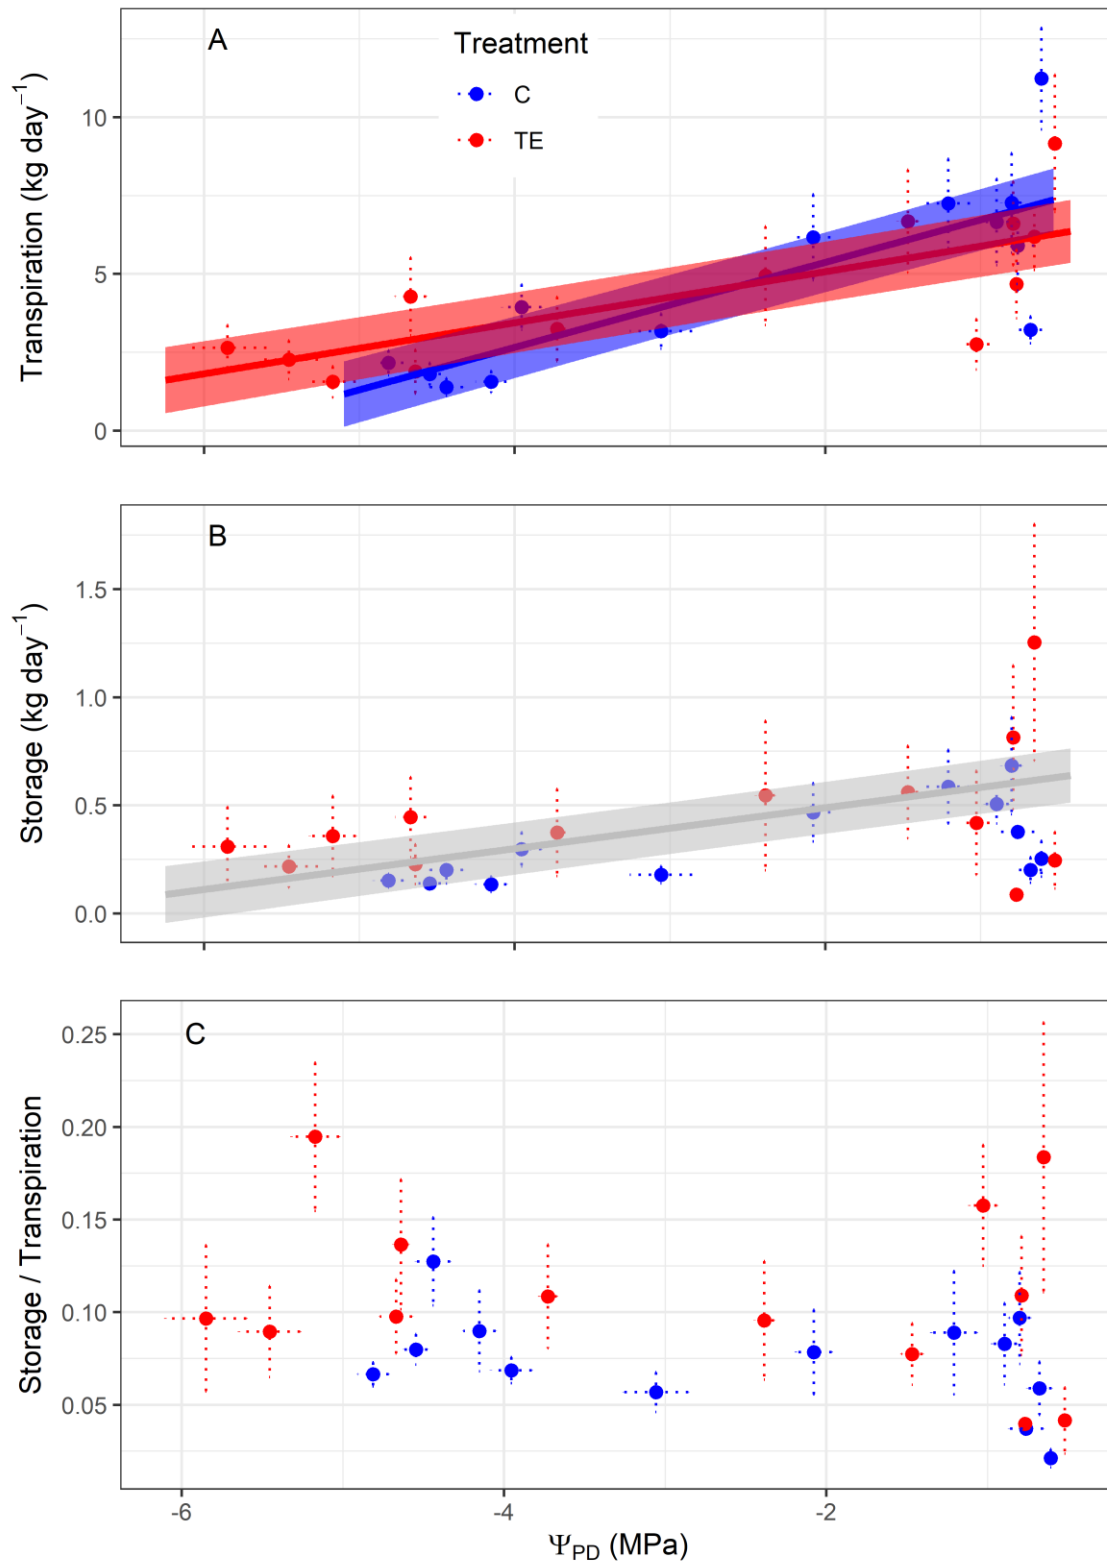 A
Treatment
C
TE
Transpiration (kg day⁻¹)
10
5
0
B
Storage (kg day⁻¹)
1.5
1.0
0.5
0.0
C
Storage / Transpiration
0.25
0.20
0.15
0.10
0.05
-6 -4 -2
Ψ_PD (MPa)